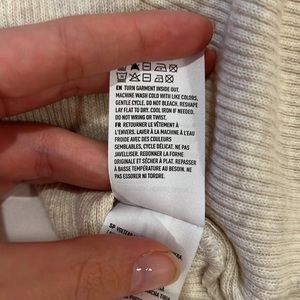 EN TURN GARMENT INSIDE OUT.
MACHINE WASH COLD WITH LIKE COLORS,
GENTLE CYCLE. DO NOT BLEACH. RESHAPE
LAY FLAT TO DRY. COOL IRON IF NEEDED.
DO NOT WRING OR TWIST.
FR RETOURNER LE VÊTEMENT À
L'ENVERS. LAVER À LA MACHINE À L'EAU
FROIDE AVEC DES COULEURS
SEMBLABLES, CYCLE DÉLICAT. NE PAS
JAVELLISER. REDONNER LA FORME
ORIGINALE ET SÉCHER À PLAT. REPASSER
À BASSE TEMPÉRATURE AU BESOIN. NE
PAS ESSORER NI TORDRE.
SP